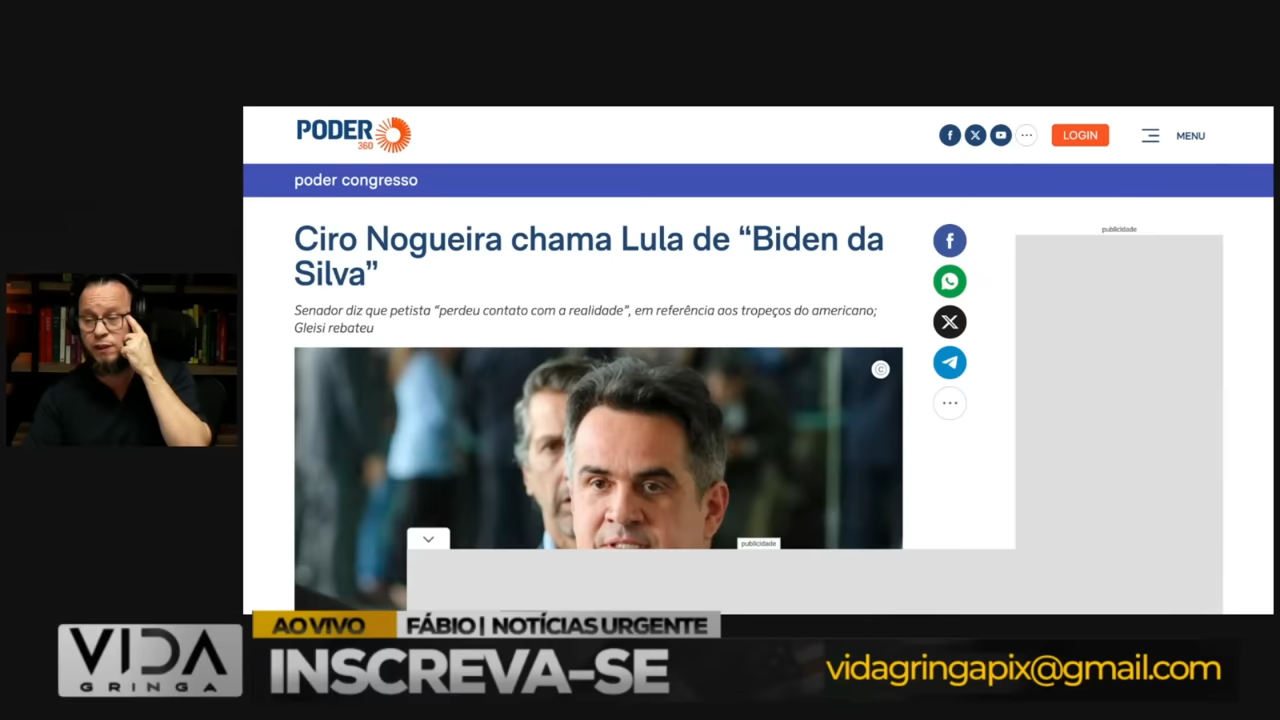 PODER
360
LOGIN
MENU
poder congresso
Ciro Nogueira chama Lula de “Biden da
Silva”
Senador diz que petista “perdeu contato com a realidade”, em referência aos tropeços do americano;
Gleisi rebateu
publicidade
publicidade
AO VIVO
FÁBIO | NOTÍCIAS URGENTE
VIDA
GRINGA
INSCREVA-SE
vidagringapix@gmail.com